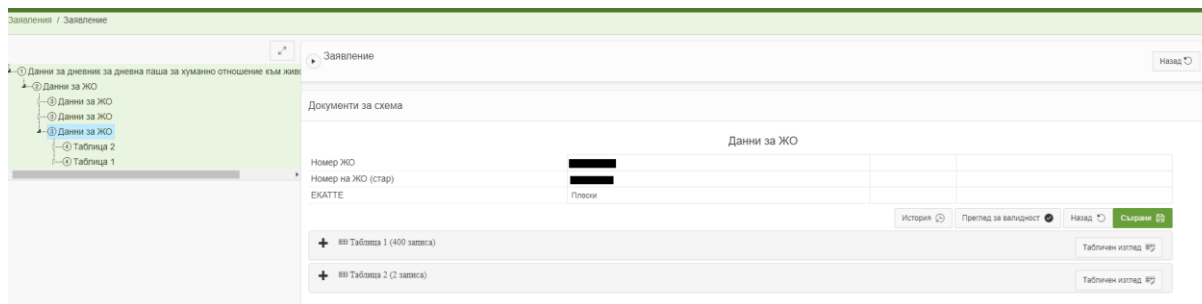 Заявления / Заявление
① Данни за дневник за дневна паша за хуманно отношение към живо
② Данни за ЖО
③ Данни за ЖО
③ Данни за ЖО
③ Данни за ЖО
④ Таблица 2
④ Таблица 1
Заявление
Назад
Документи за схема
Данни за ЖО
Номер ЖО
Номер на ЖО (стар)
ЕКАТТЕ Плоски
История Преглед за валидност Назад Съхрани
Таблица 1 (400 записа)
Табличен изглед
Таблица 2 (2 записа)
Табличен изглед